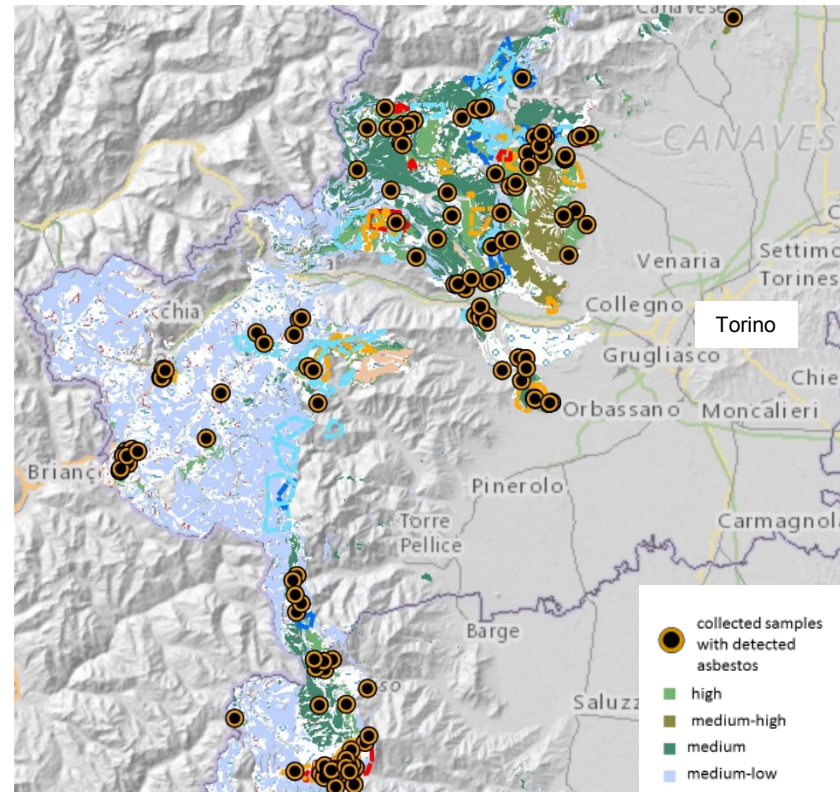 CANAVESE
CANAVES
Venaria
Settimo
Torines
Collegno
Torino
chia
Grugliasco
Chie
Orbassano
Moncalieri
Brianç
Pinerolo
Carmagnola
Torre
Pellice
Barge
sso
Saluzz
collected samples
with detected
asbestos
high
medium-high
medium
medium-low